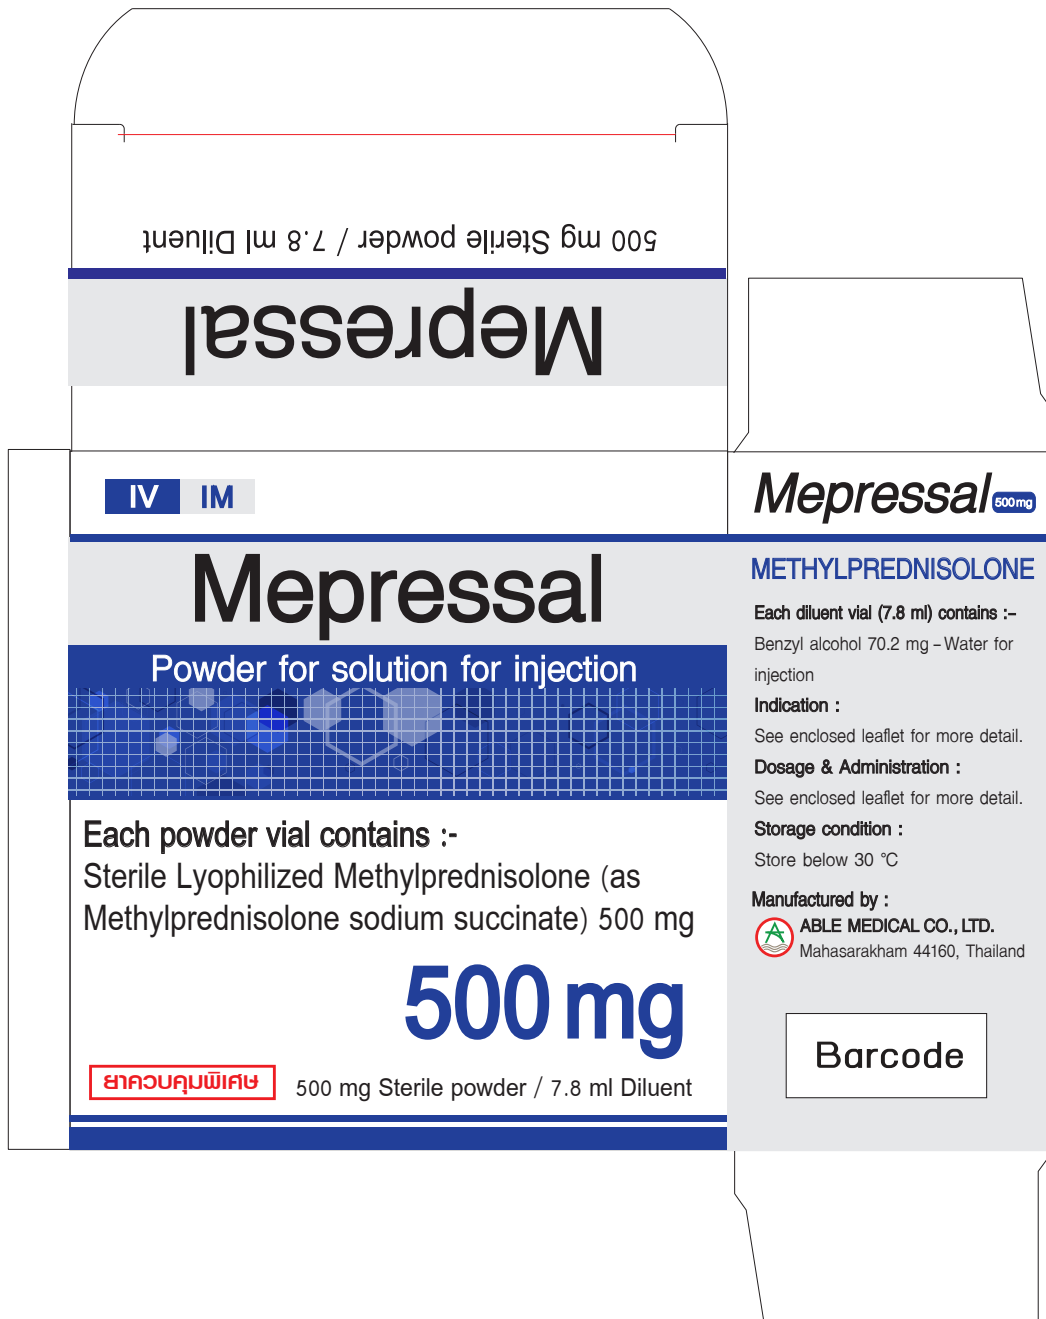 500 mg Sterile powder / 7.8 ml Diluent
Mepressal
IV IM
Mepressal
Powder for solution for injection
Each powder vial contains :-
Sterile Lyophilized Methylprednisolone (as
Methylprednisolone sodium succinate) 500 mg
500 mg
ยาควบคุมพิเศษ
500 mg Sterile powder / 7.8 ml Diluent
Mepressal 500 mg
METHYLPREDNISOLONE
Each diluent vial (7.8 ml) contains :–
Benzyl alcohol 70.2 mg – Water for
injection
Indication :
See enclosed leaflet for more detail.
Dosage & Administration :
See enclosed leaflet for more detail.
Storage condition :
Store below 30 °C
Manufactured by :
ABLE MEDICAL CO., LTD.
Mahasarakham 44160, Thailand
Barcode